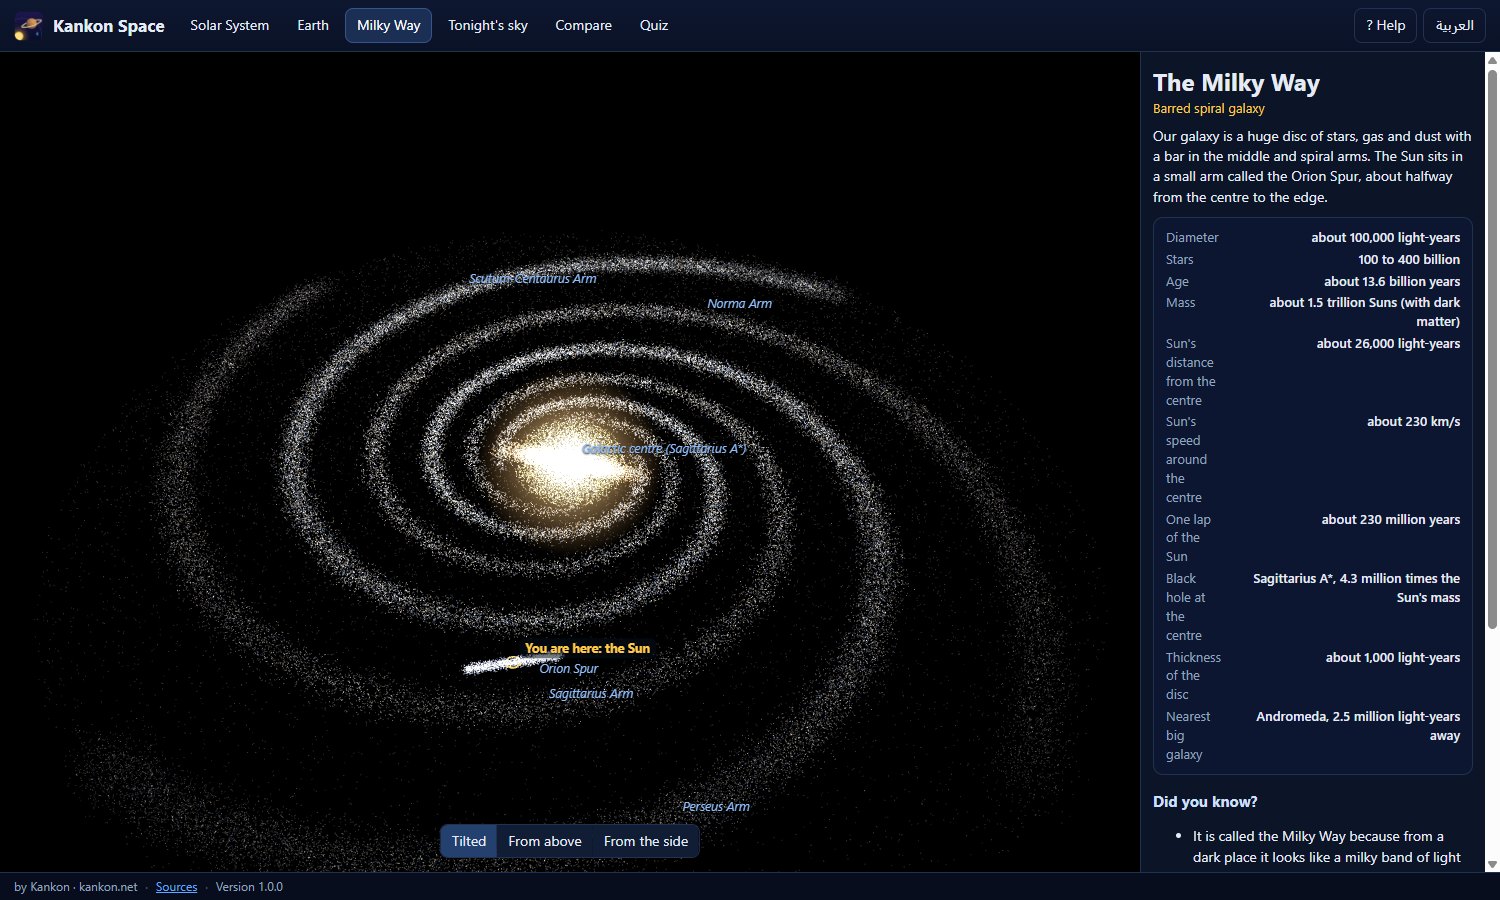 Kankon Space
Solar System
Earth
Milky Way
Tonight's sky
Compare
Quiz
? Help
العربية
Scutum-Centaurus Arm
Norma Arm
Galactic centre (Sagittarius A*)
You are here: the Sun
Orion Spur
Sagittarius Arm
Perseus Arm
Tilted
From above
From the side
The Milky Way
Barred spiral galaxy
Our galaxy is a huge disc of stars, gas and dust with
a bar in the middle and spiral arms. The Sun sits in
a small arm called the Orion Spur, about halfway
from the centre to the edge.
Diameter about 100,000 light-years
Stars 100 to 400 billion
Age about 13.6 billion years
Mass about 1.5 trillion Suns (with dark
matter)
Sun's about 26,000 light-years
distance
from the
centre
Sun's about 230 km/s
speed
around
the
centre
One lap about 230 million years
of the
Sun
Black Sagittarius A*, 4.3 million times the
hole at Sun's mass
the
centre
Thickness about 1,000 light-years
of the
disc
Nearest Andromeda, 2.5 million light-years
big away
galaxy
Did you know?
• It is called the Milky Way because from a
dark place it looks like a milky band of light
by Kankon · kankon.net · Sources · Version 1.0.0